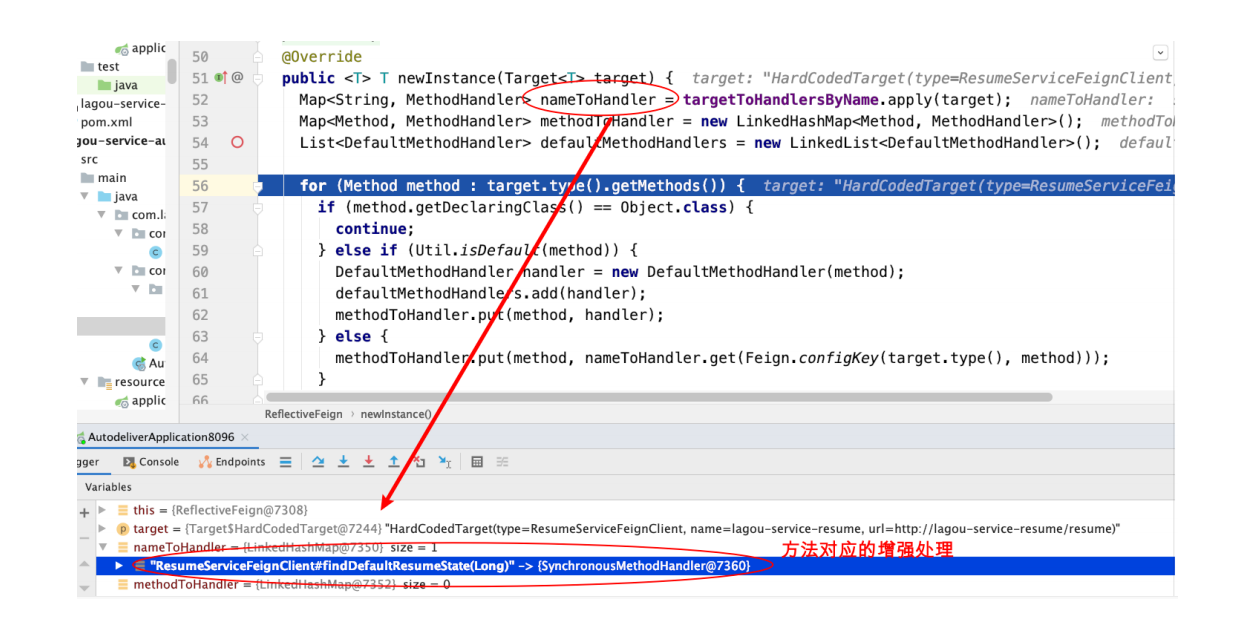 applic
50
@Override
test
51 @ public <T> T newInstance(Target<T> target) { target: "HardCodedTarget(type=ResumeServiceFeignClient,
java
lagou-service-
52 Map<String, MethodHandler> nameToHandler = targetToHandlersByName.apply(target); nameToHandler:
pom.xml
53 Map<Method, MethodHandler> methodToHandler = new LinkedHashMap<Method, MethodHandler>(); methodToH
gou-service-au
54 List<DefaultMethodHandler> defaultMethodHandlers = new LinkedList<DefaultMethodHandler>(); default
src
55
main
56 for (Method method : target.type().getMethods()) { target: "HardCodedTarget(type=ResumeServiceFeig
java
57 if (method.getDeclaringClass() == Object.class) {
com.l
58 continue;
cor
59 } else if (Util.isDefault(method)) {
60 DefaultMethodHandler handler = new DefaultMethodHandler(method);
cor
61 defaultMethodHandlers.add(handler);
62 methodToHandler.put(method, handler);
63 } else {
64 methodToHandler.put(method, nameToHandler.get(Feign.configKey(target.type(), method)));
Au
65 }
resource
66
applic
ReflectiveFeign › newInstance()
AutodeliverApplication8096 ×
gger Console Endpoints
Variables
this = {ReflectiveFeign@7308}
target = {Target$HardCodedTarget@7244} "HardCodedTarget(type=ResumeServiceFeignClient, name=lagou-service-resume, url=http://lagou-service-resume/resume)"
nameToHandler = {LinkedHashMap@7350} size = 1
方法对应的增强处理
"ResumeServiceFeignClient#findDefaultResumeState(Long)" -> {SynchronousMethodHandler@7360}
methodToHandler = {LinkedHashMap@7352} size = 0